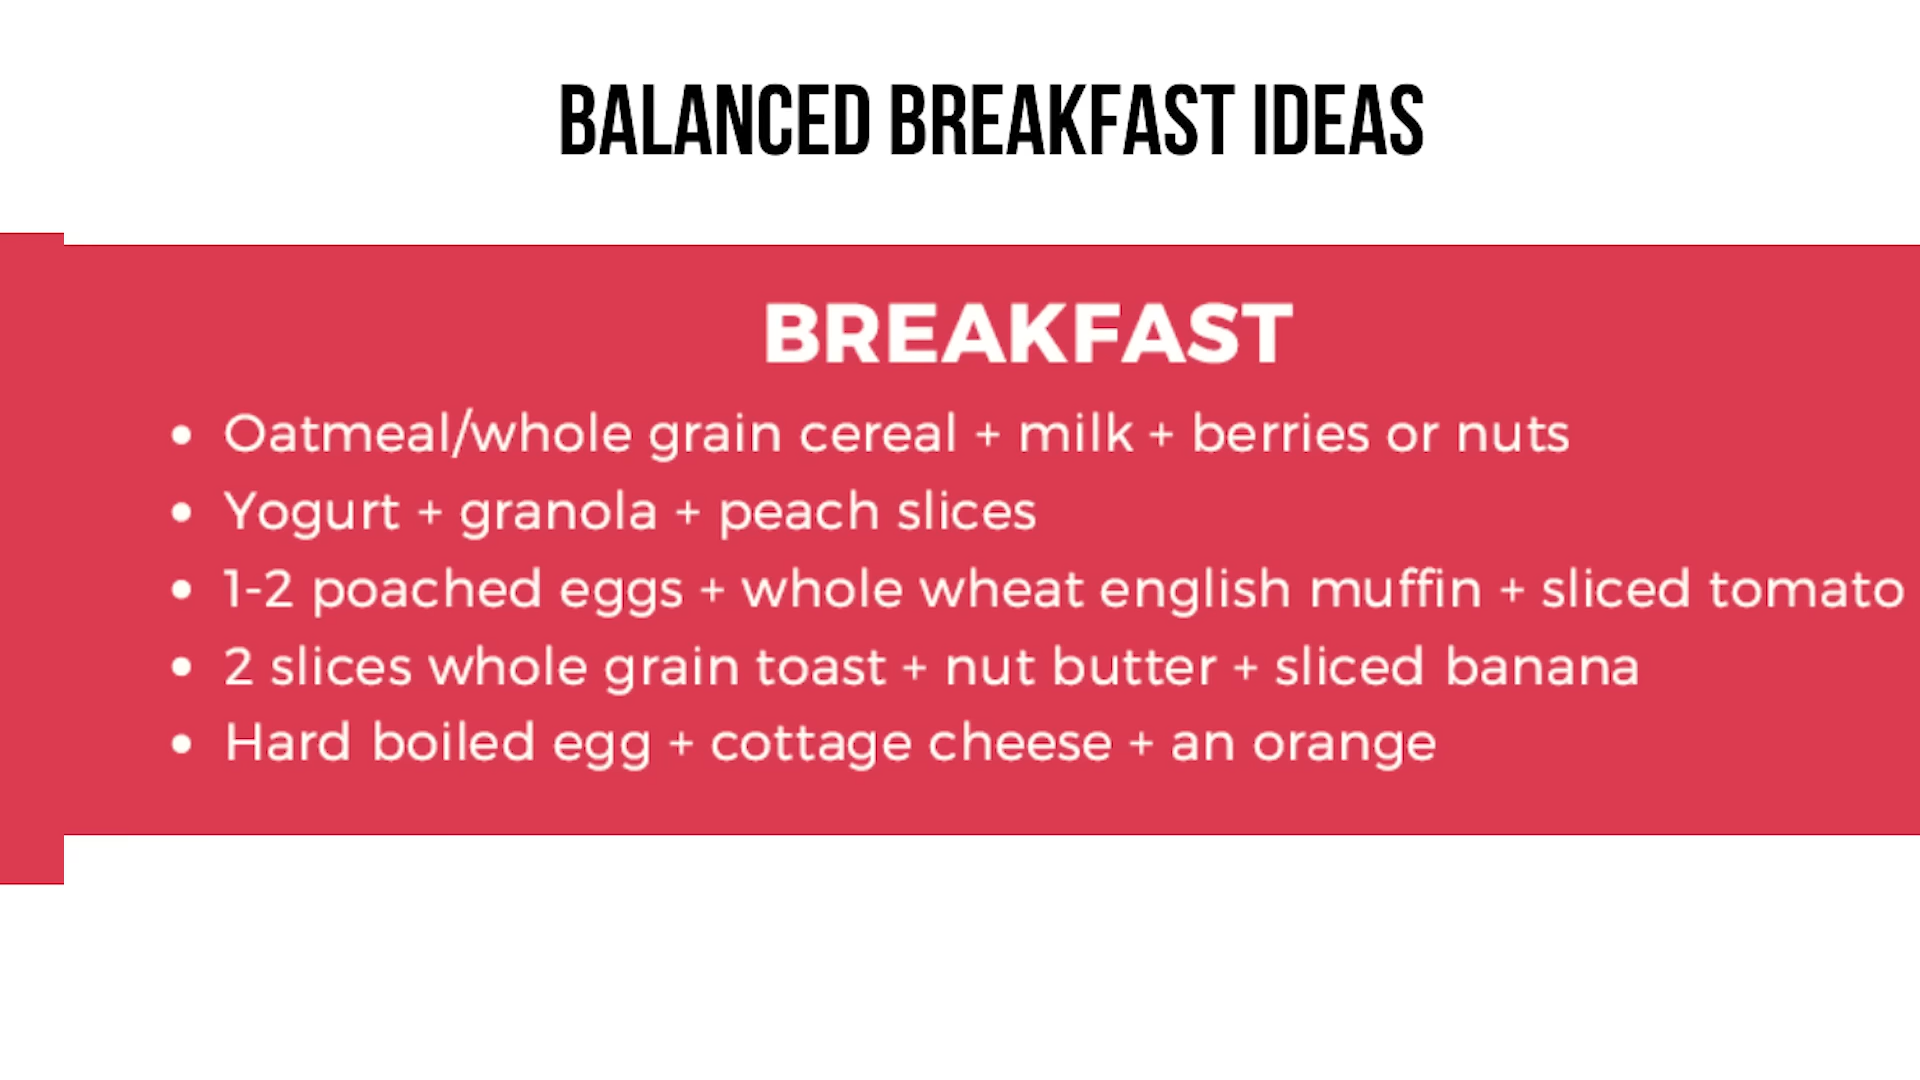 BALANCED BREAKFAST IDEAS
BREAKFAST
• Oatmeal/whole grain cereal + milk + berries or nuts
• Yogurt + granola + peach slices
• 1-2 poached eggs + whole wheat english muffin + sliced tomato
• 2 slices whole grain toast + nut butter + sliced banana
• Hard boiled egg + cottage cheese + an orange